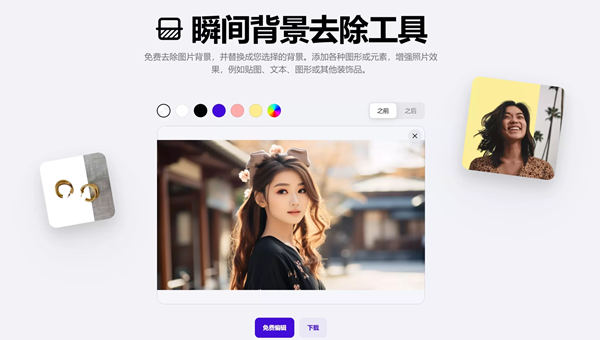 瞬间背景去除工具
免费去除图片背景，并替换成您选择的背景。添加各种图形或元素，增强照片效
果，例如贴图、文本、图形或其他装饰品。
之前 之后
免费编辑 下载